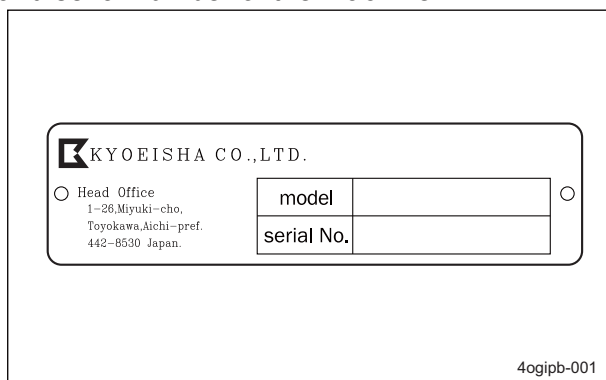 KYOEISHA CO.,LTD.
Head Office
1-26,Miyuki-cho,
Toyokawa,Aichi-pref.
442-8530 Japan.
model
serial No.
4ogipb-001